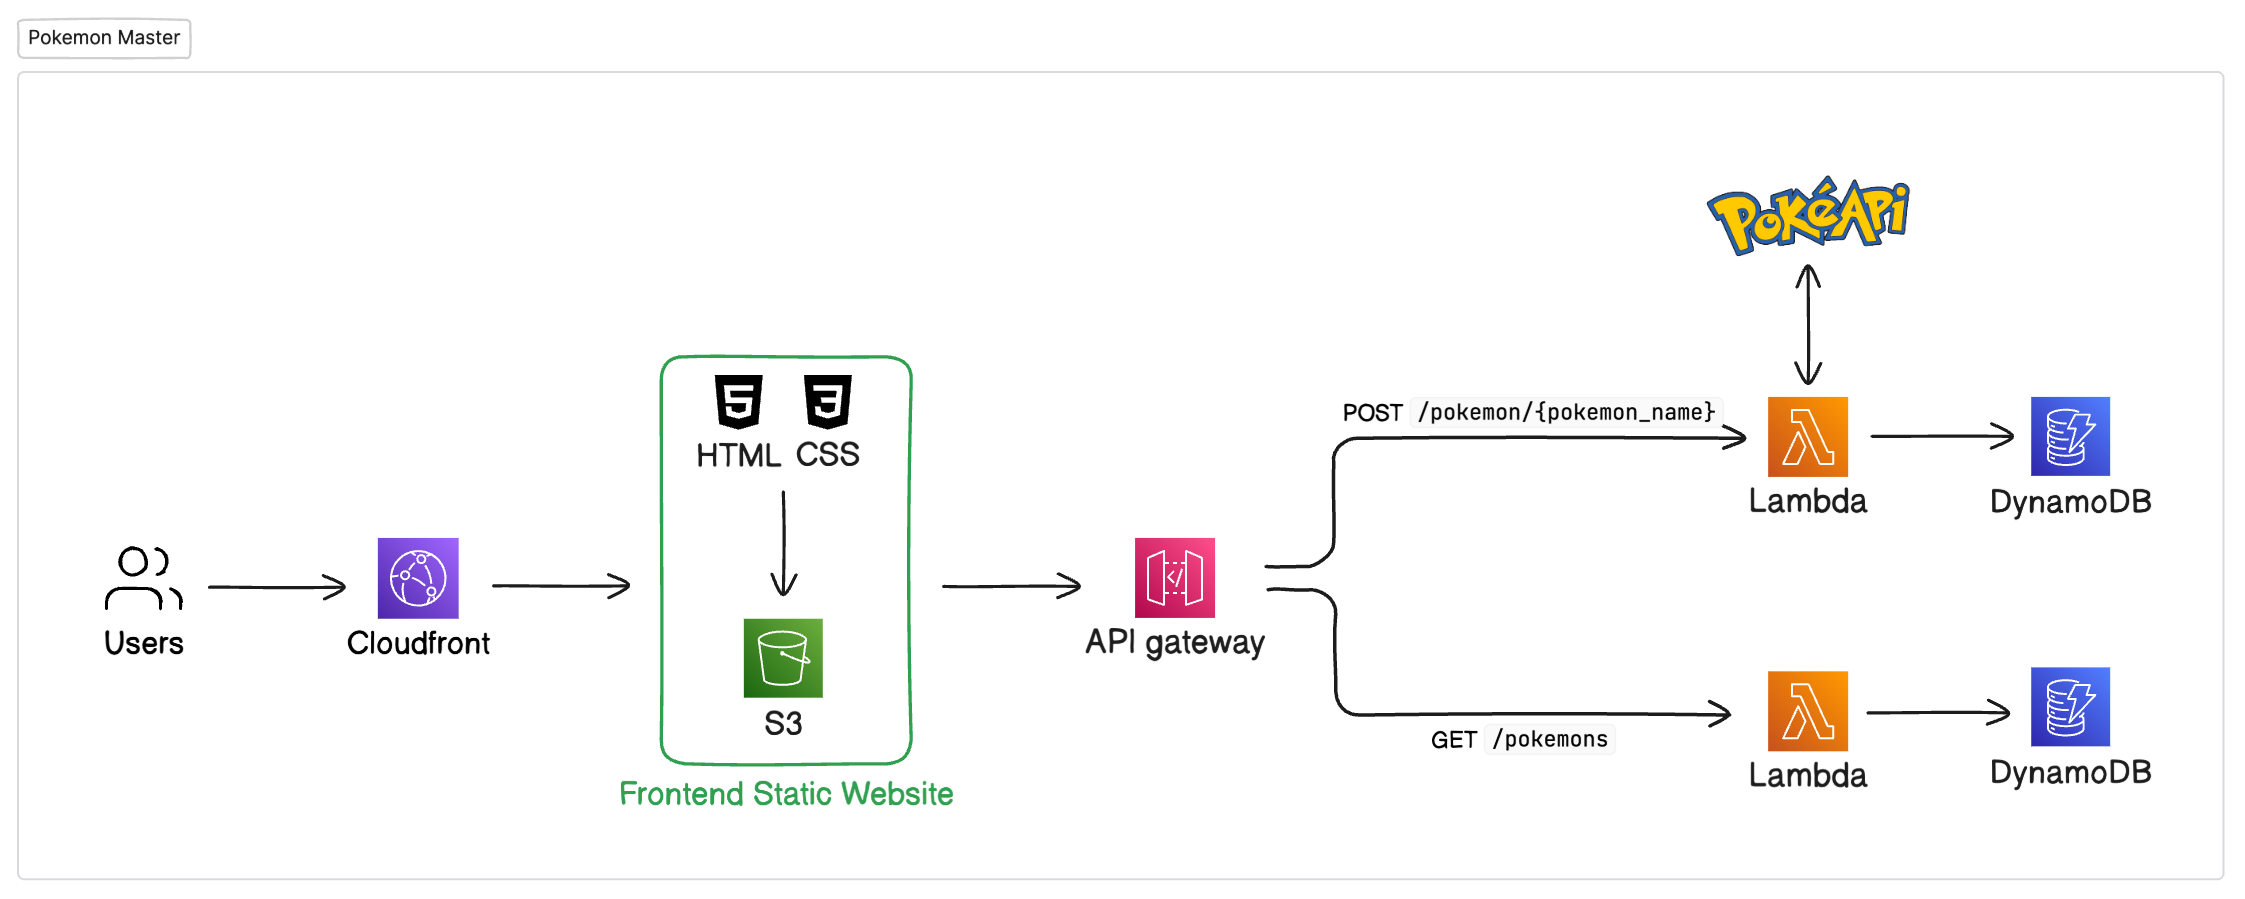 Pokemon Master
PokéApi
HTML CSS
POST /pokemon/{pokemon_name}
Lambda
DynamoDB
Users
Cloudfront
S3
API gateway
GET /pokemons
Lambda
DynamoDB
Frontend Static Website